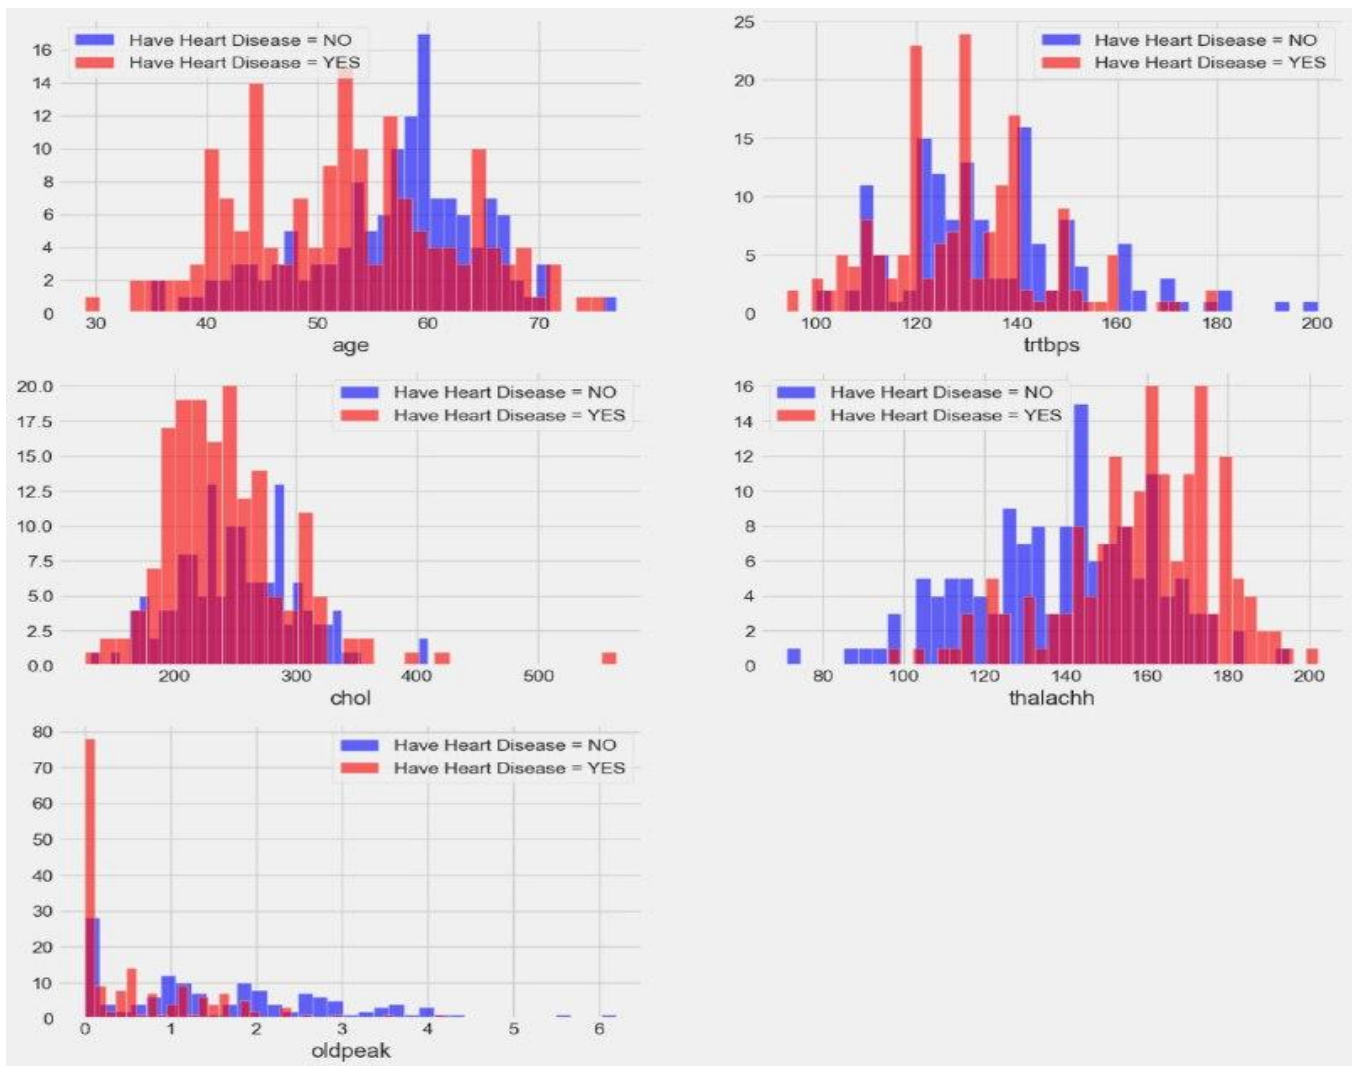 Have Heart Disease = NO
Have Heart Disease = YES
16
14
12
10
8
6
4
2
0
30 40 50 60 70
age
Have Heart Disease = NO
Have Heart Disease = YES
25
20
15
10
5
0
100 120 140 160 180 200
trtbps
Have Heart Disease = NO
Have Heart Disease = YES
20.0
17.5
15.0
12.5
10.0
7.5
5.0
2.5
0.0
200 300 400 500
chol
Have Heart Disease = NO
Have Heart Disease = YES
16
14
12
10
8
6
4
2
0
80 100 120 140 160 180 200
thalachh
Have Heart Disease = NO
Have Heart Disease = YES
80
70
60
50
40
30
20
10
0
0 1 2 3 4 5 6
oldpeak